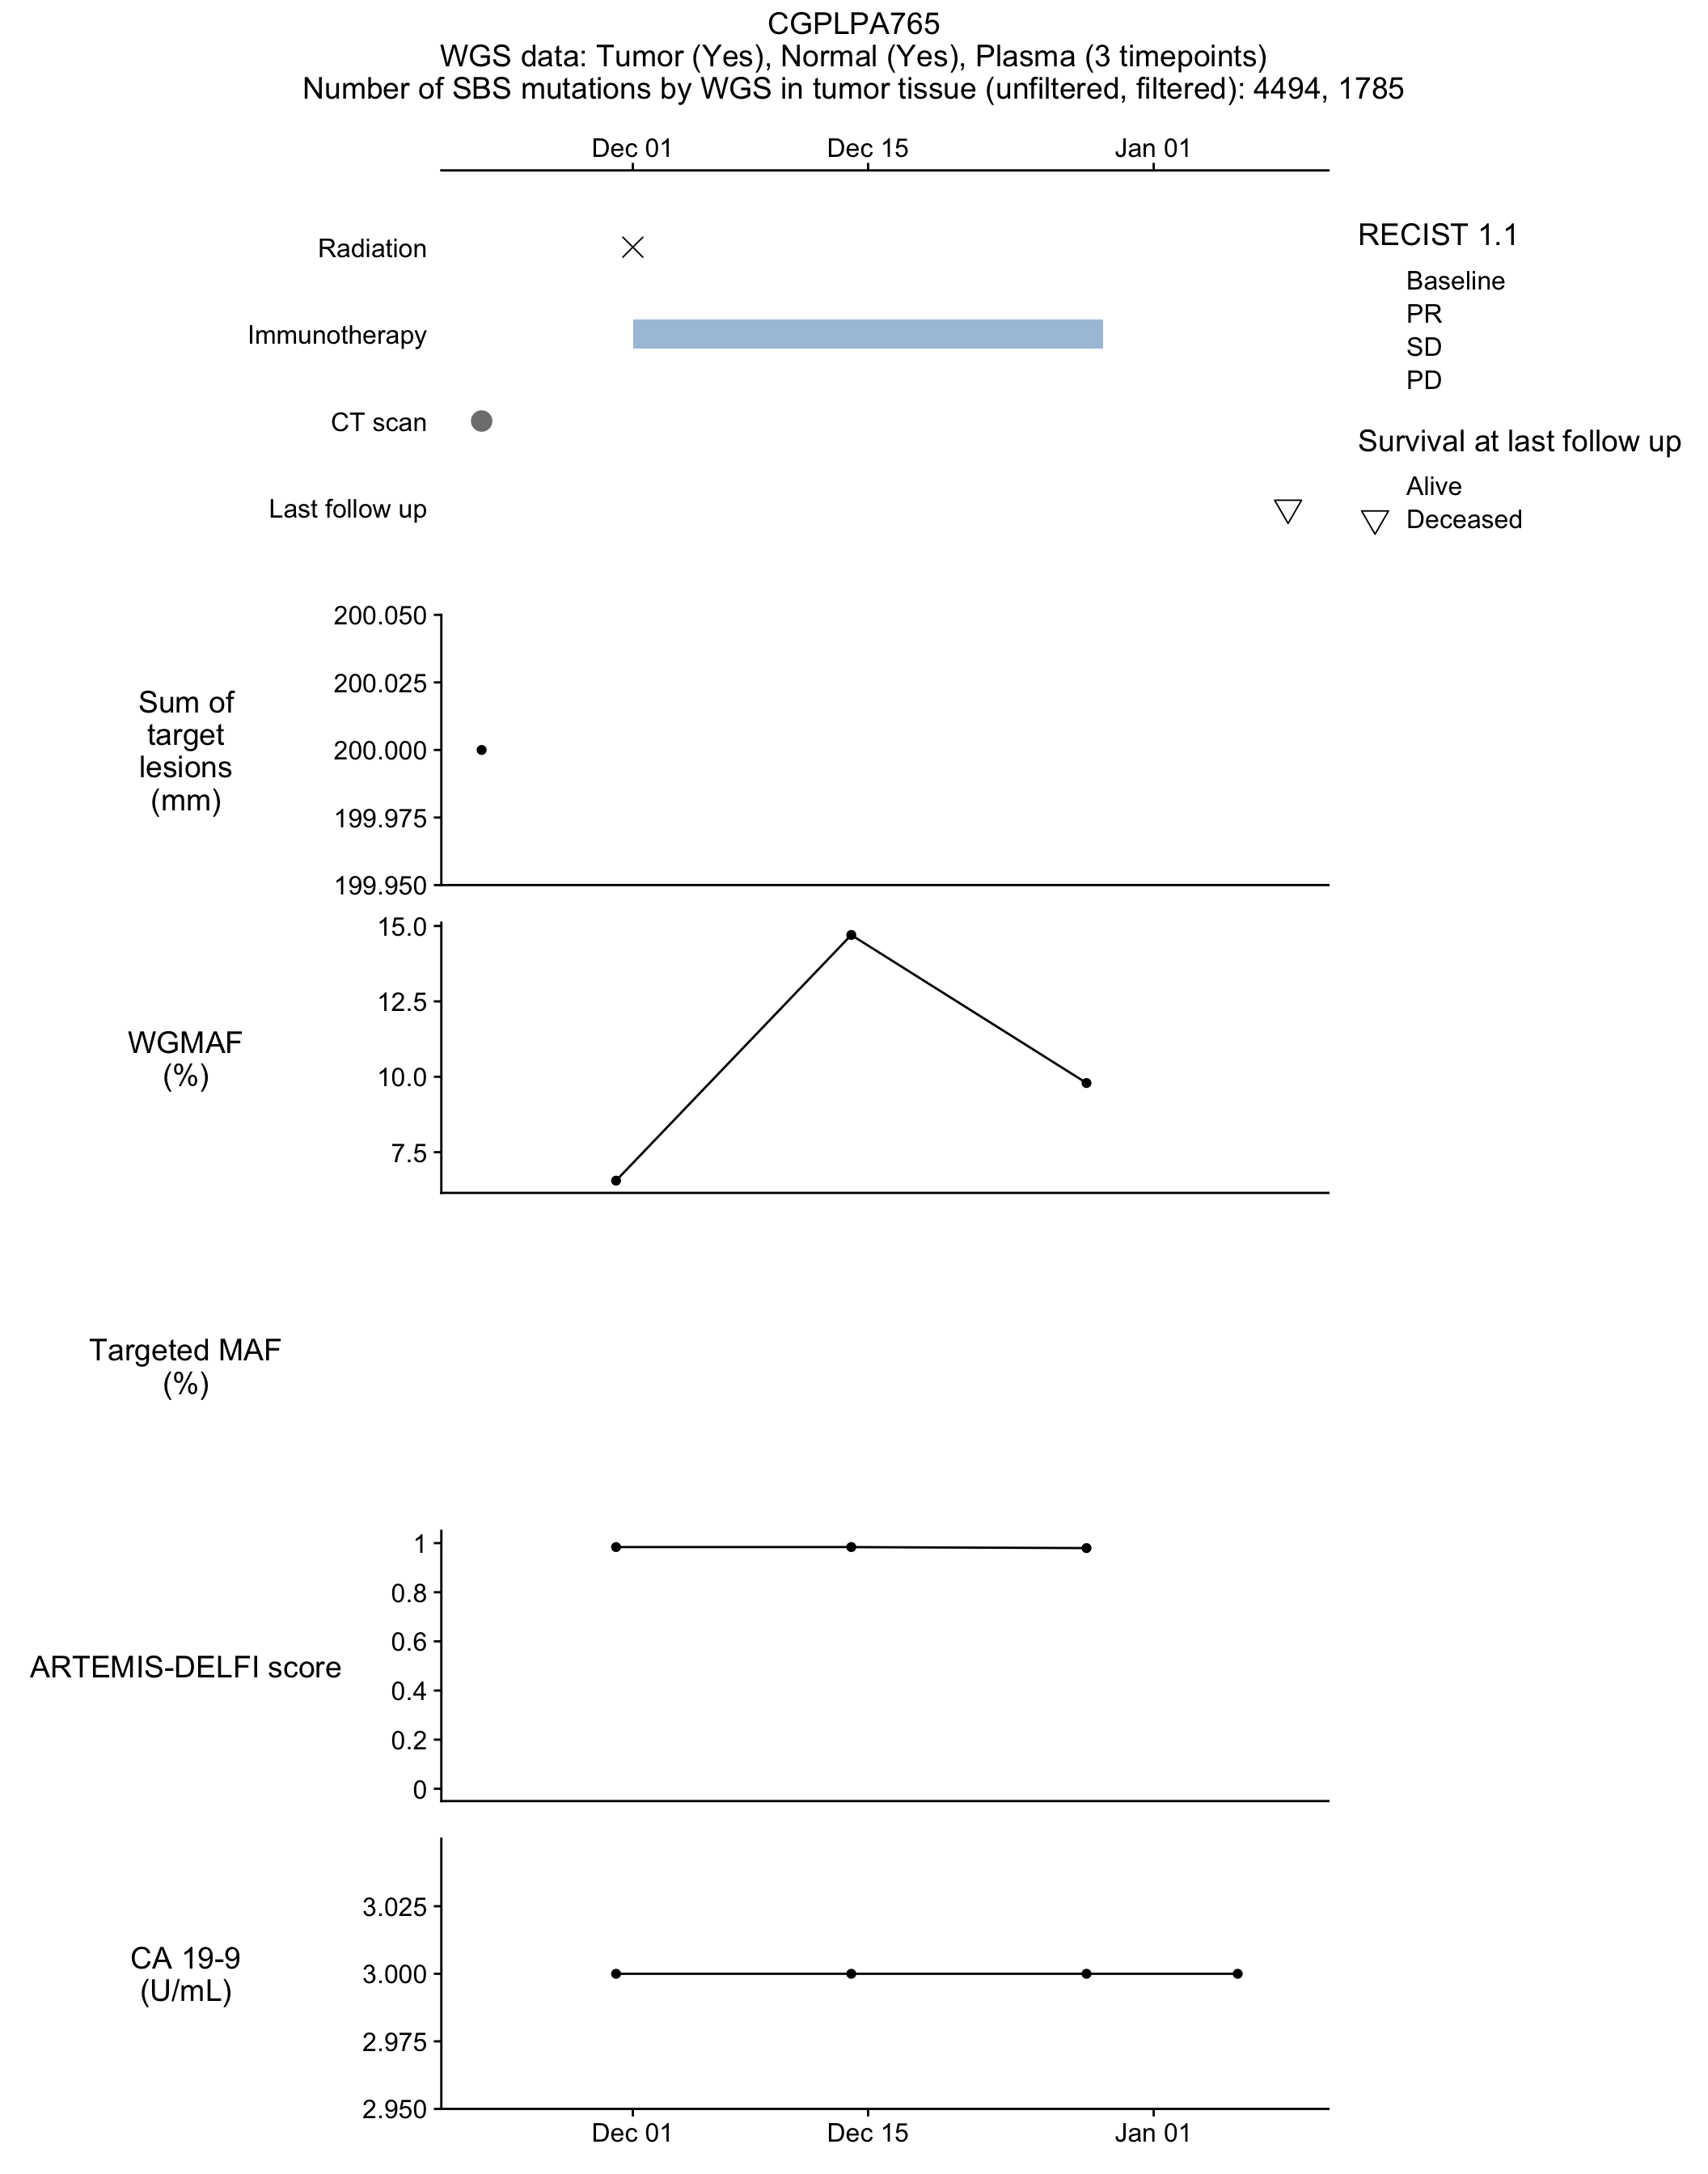 CGPLPA765
WGS data: Tumor (Yes), Normal (Yes), Plasma (3 timepoints)
Number of SBS mutations by WGS in tumor tissue (unfiltered, filtered): 4494, 1785
Dec 01 Dec 15 Jan 01
Radiation
Immunotherapy
CT scan
Last follow up
RECIST 1.1
Baseline
PR
SD
PD
Survival at last follow up
Alive
Deceased
Sum of
target
lesions
(mm)
200.050
200.025
200.000
199.975
199.950
WGMAF
(%)
15.0
12.5
10.0
7.5
Targeted MAF
(%)
ARTEMIS-DELFI score
1
0.8
0.6
0.4
0.2
0
CA 19-9
(U/mL)
3.025
3.000
2.975
2.950
Dec 01 Dec 15 Jan 01